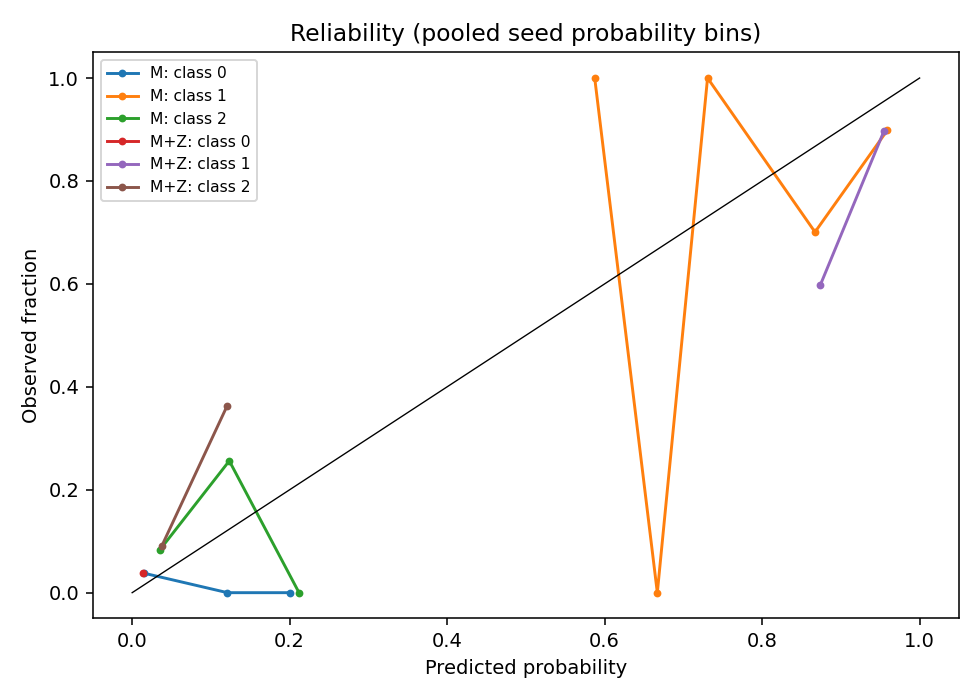 Reliability (pooled seed probability bins)
M: class 0
M: class 1
M: class 2
M+Z: class 0
M+Z: class 1
M+Z: class 2
1.0
0.8
0.6
0.4
0.2
0.0
Observed fraction
0.0 0.2 0.4 0.6 0.8 1.0
Predicted probability